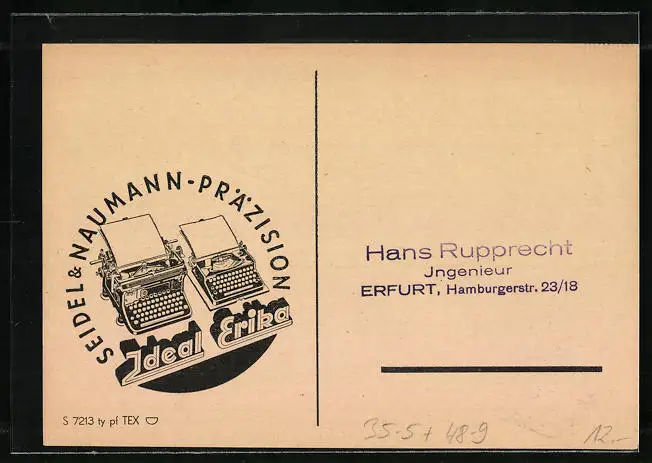 SEIDEL & NAUMANN-PRÄZISION
Ideal Erika
S 7213 ty pf TEX
Hans Rupprecht
Jngenieur
ERFURT, Hamburgerstr. 23/18
35-5+ 48-9
12.-